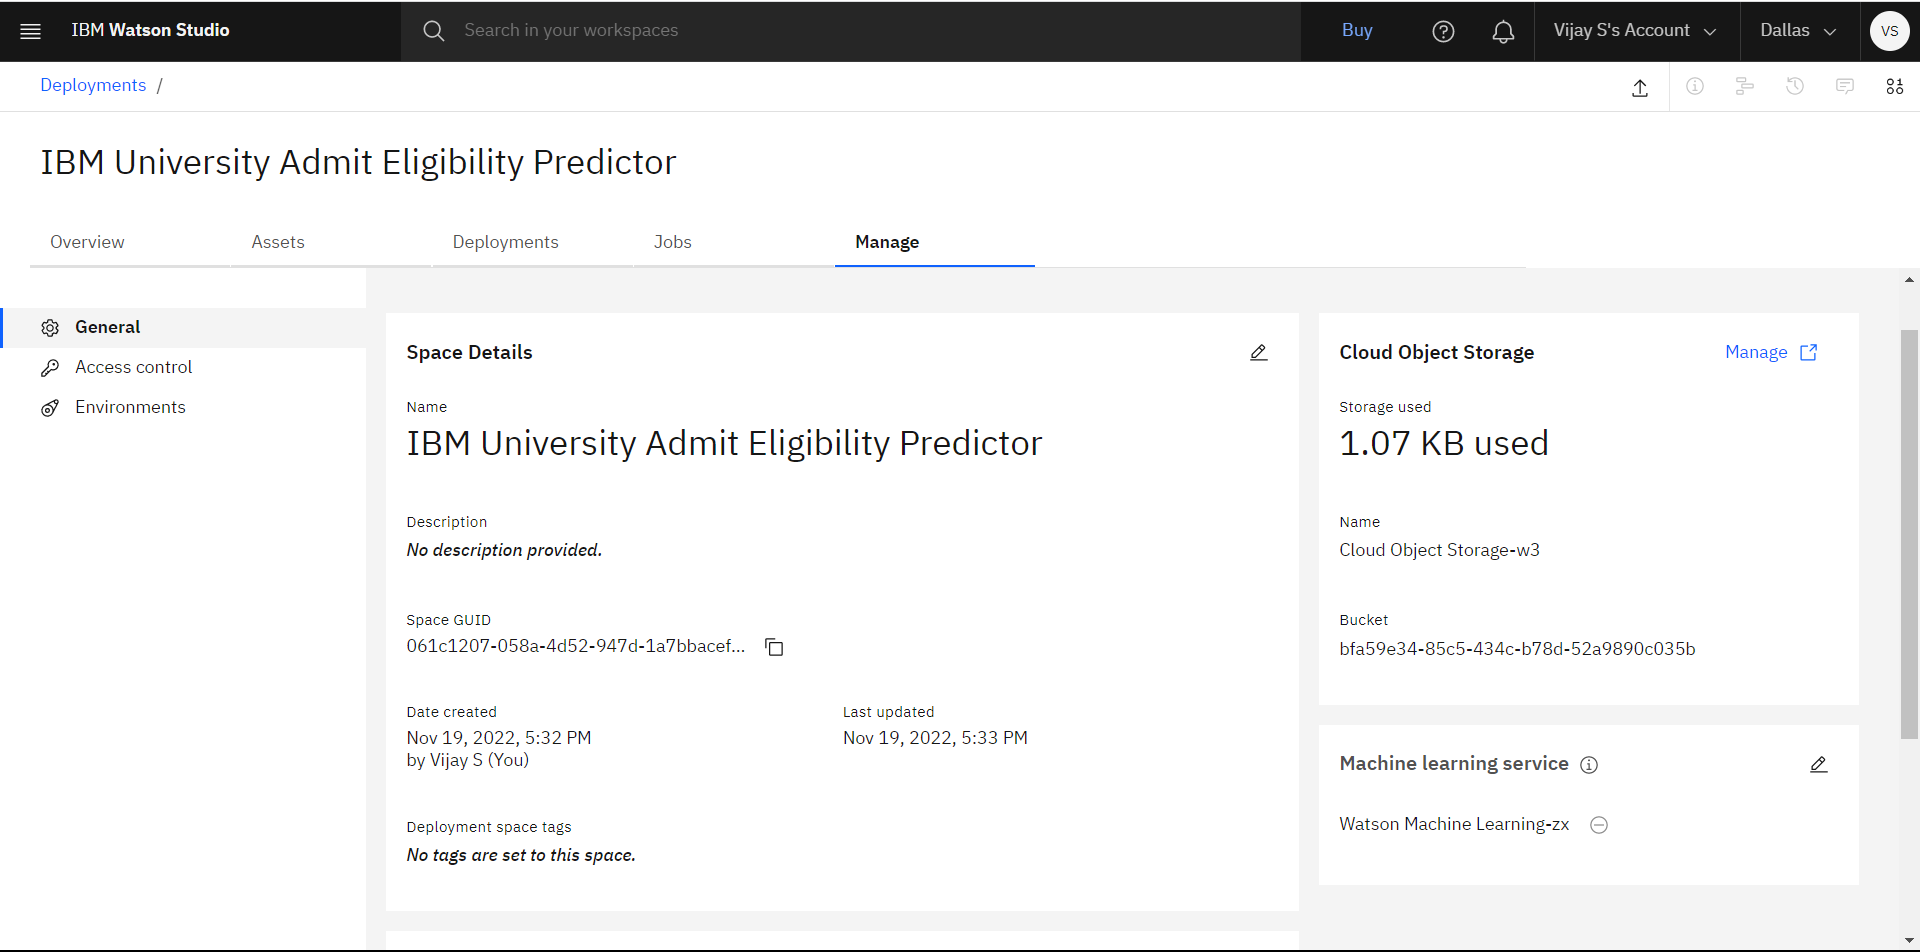 IBM Watson Studio
Search in your workspaces
Buy
Vijay S's Account
Dallas
VS
Deployments /
IBM University Admit Eligibility Predictor
Overview
Assets
Deployments
Jobs
Manage
General
Access control
Environments
Space Details
Name
IBM University Admit Eligibility Predictor
Description
No description provided.
Space GUID
061c1207-058a-4d52-947d-1a7bbacef...
Date created
Nov 19, 2022, 5:32 PM
by Vijay S (You)
Last updated
Nov 19, 2022, 5:33 PM
Deployment space tags
No tags are set to this space.
Cloud Object Storage
Manage
Storage used
1.07 KB used
Name
Cloud Object Storage-w3
Bucket
bfa59e34-85c5-434c-b78d-52a9890c035b
Machine learning service
Watson Machine Learning-zx